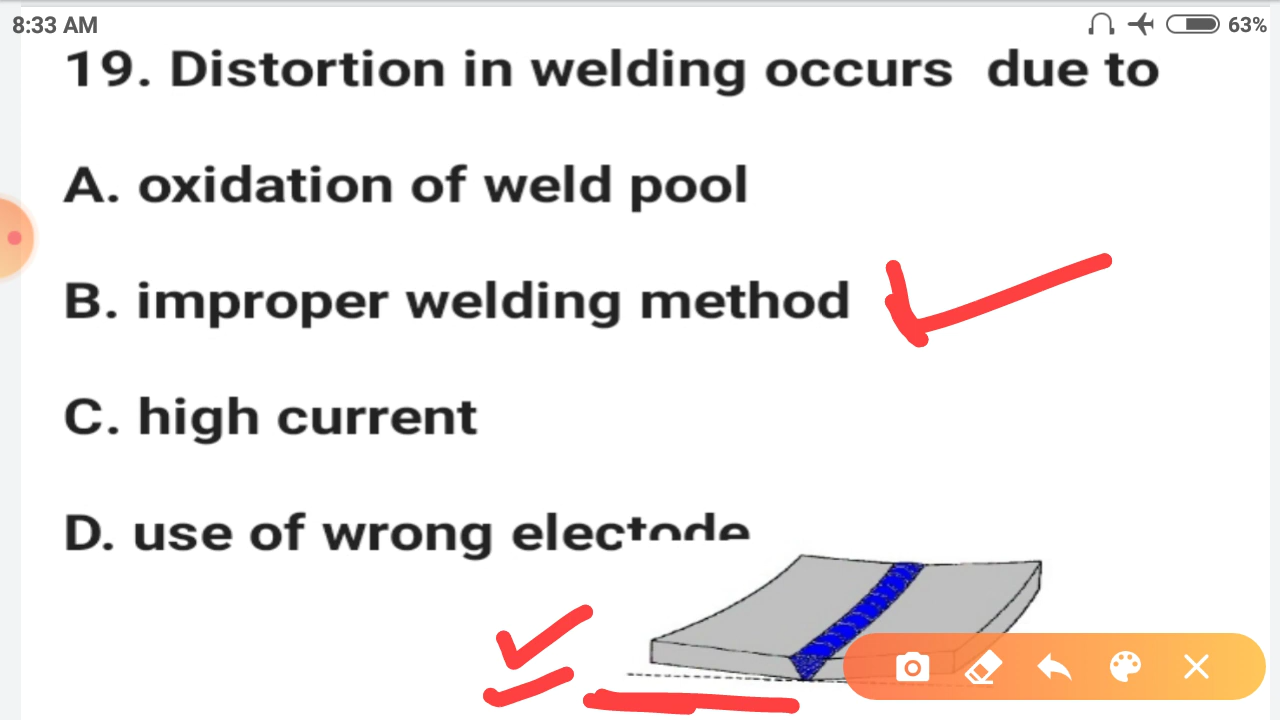 8:33 AM
63%
19. Distortion in welding occurs due to
A. oxidation of weld pool
B. improper welding method
C. high current
D. use of wrong electode